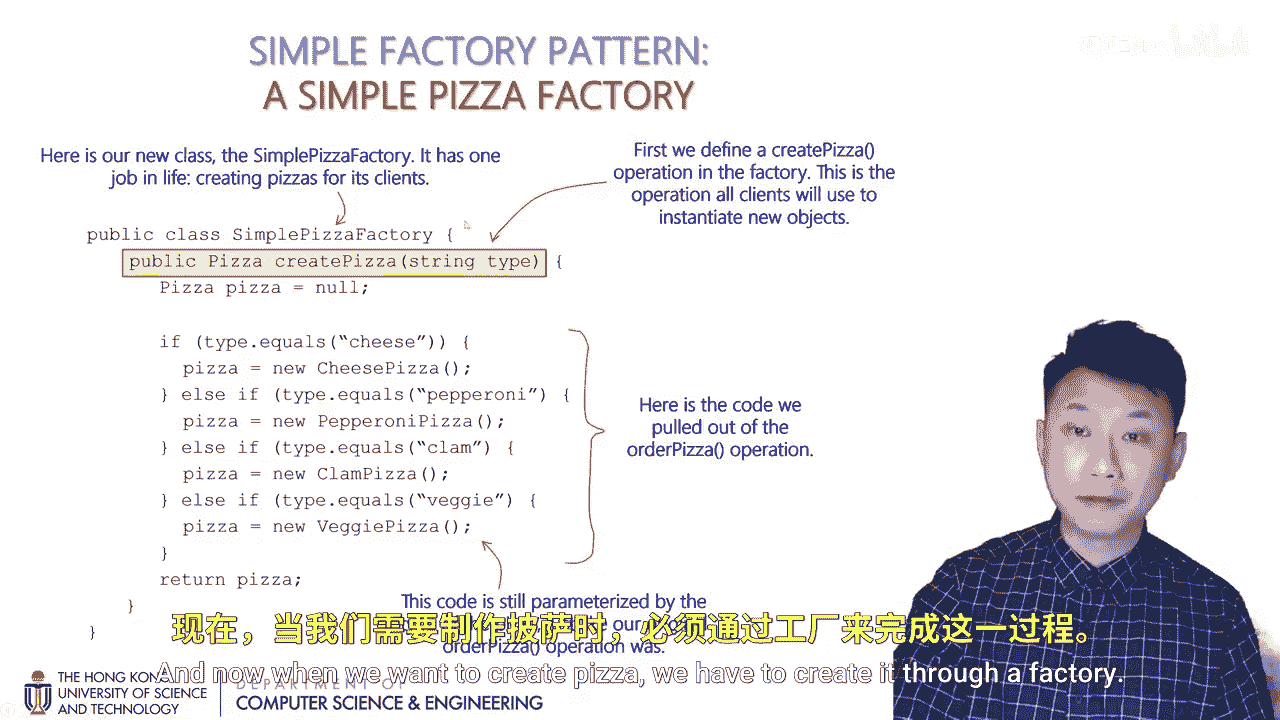 SIMPLE FACTORY PATTERN:
A SIMPLE PIZZA FACTORY
Here is our new class, the SimplePizzaFactory. It has one
job in life: creating pizzas for its clients.
First we define a createPizza()
operation in the factory. This is the
operation all clients will use to
instantiate new objects.
public class SimplePizzaFactory {
public Pizza createPizza(string type) {
Pizza pizza = null;
if (type.equals(“cheese”)) {
pizza = new CheesePizza();
} else if (type.equals(“pepperoni”) {
pizza = new PepperoniPizza();
} else if (type.equals(“clam”) {
pizza = new ClamPizza();
} else if (type.equals(“veggie”) {
pizza = new VeggiePizza();
}
return pizza;
}
}
Here is the code we
pulled out of the
orderPizza() operation.
This code is still parameterized by the
orderPizza() operation was.
现在，当我们需要制作披萨时，必须通过工厂来完成这一过程。
And now when we want to create pizza, we have to create it through a factory.
THE HONG KONG
UNIVERSITY OF SCIENCE
AND TECHNOLOGY
DEPARTMENT OF
COMPUTER SCIENCE & ENGINEERING